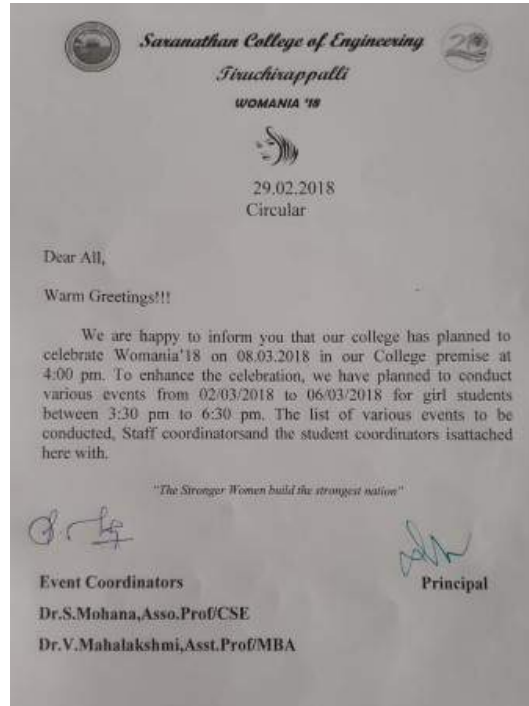 Saranathan College of Engineering
Tiruchirappalli
WOMANIA '18
29.02.2018
Circular
Dear All,
Warm Greetings!!!
We are happy to inform you that our college has planned to
celebrate Womania'18 on 08.03.2018 in our College premise at
4:00 pm. To enhance the celebration, we have planned to conduct
various events from 02/03/2018 to 06/03/2018 for girl students
between 3:30 pm to 6:30 pm. The list of various events to be
conducted, Staff coordinatorsand the student coordinators isattached
here with.
"The Stronger Women build the strongest nation"
Event Coordinators
Principal
Dr.S.Mohana,Asso.Prof/CSE
Dr.V.Mahalakshmi,Asst.Prof/MBA